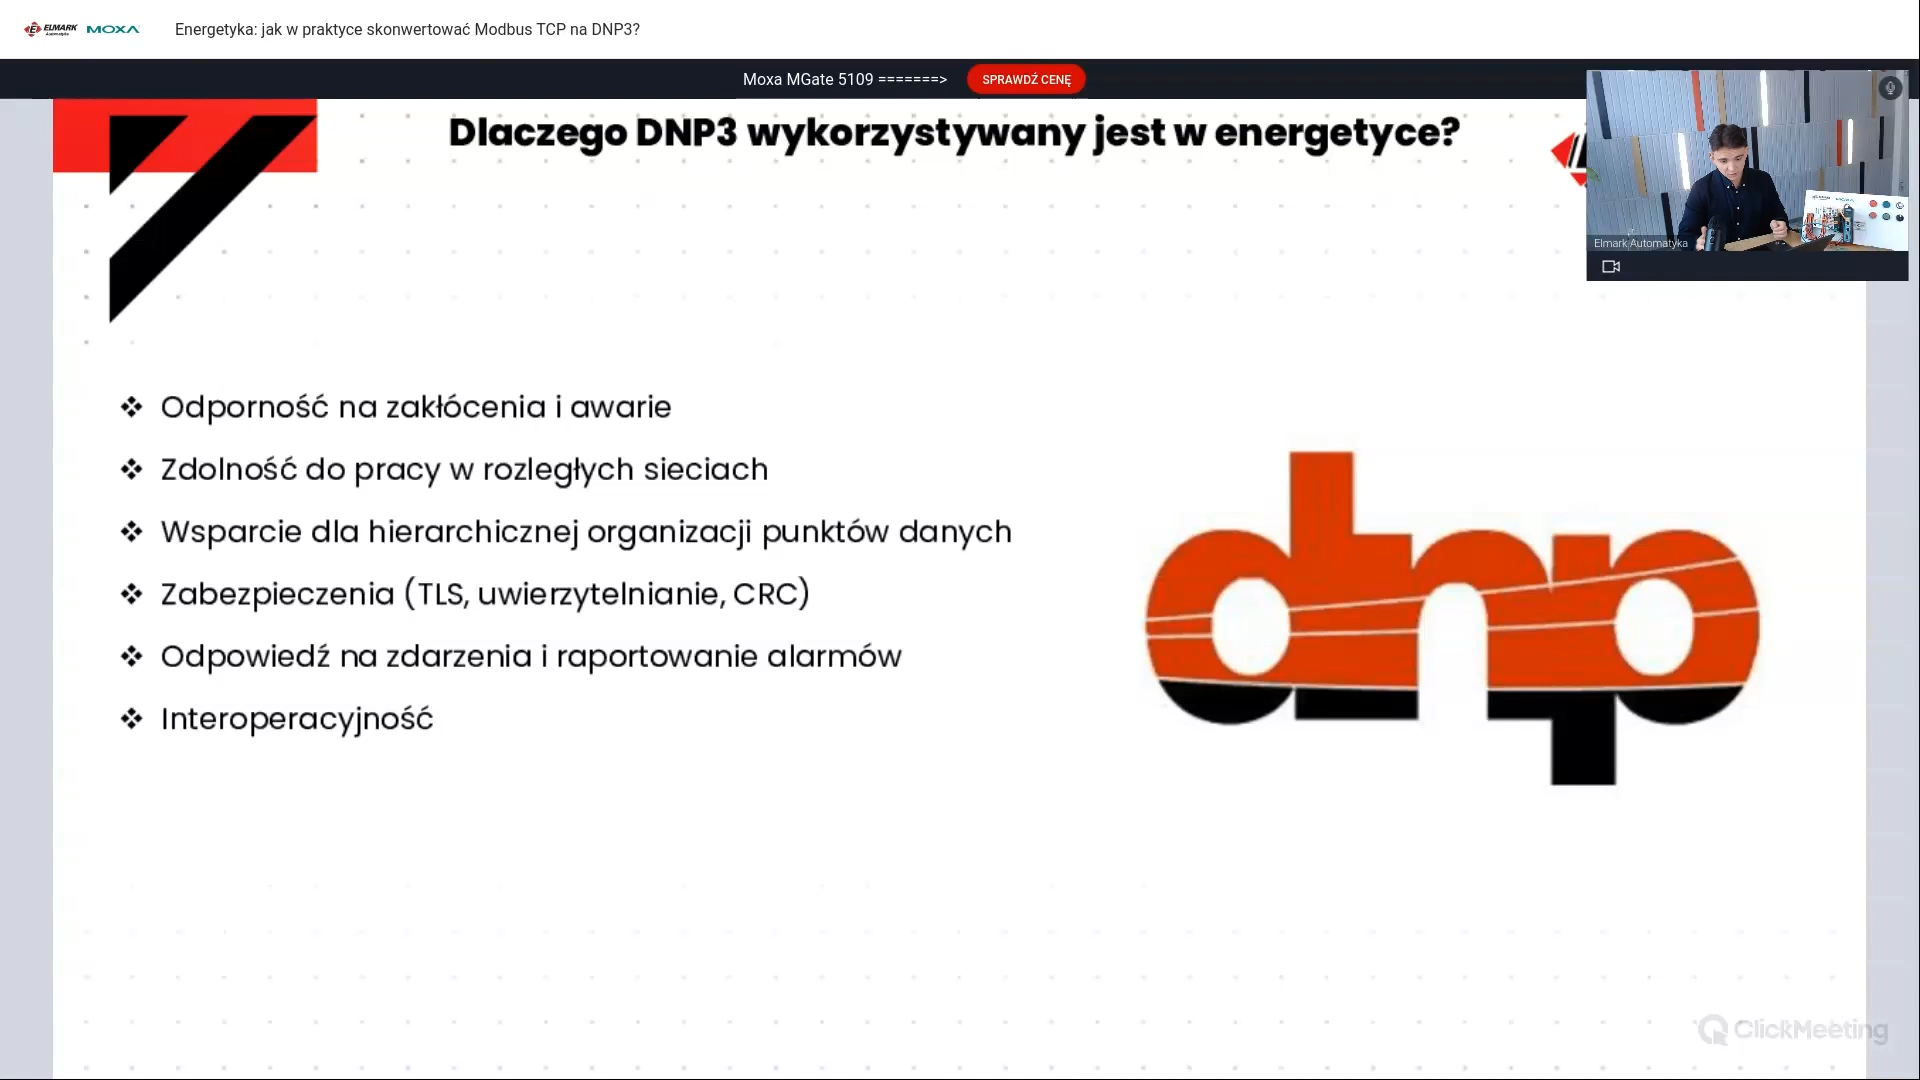 ELMARK
Automatyka
MOXA
Energetyka: jak w praktyce skonwertować Modbus TCP na DNP3?
Moxa MGate 5109 =======>
SPRAWDŹ CENĘ
Dlaczego DNP3 wykorzystywany jest w energetyce?
Elmark Automatyka
❖ Odporność na zakłócenia i awarie
❖ Zdolność do pracy w rozległych sieciach
❖ Wsparcie dla hierarchicznej organizacji punktów danych
❖ Zabezpieczenia (TLS, uwierzytelnianie, CRC)
❖ Odpowiedź na zdarzenia i raportowanie alarmów
❖ Interoperacyjność
dnp
ClickMeeting